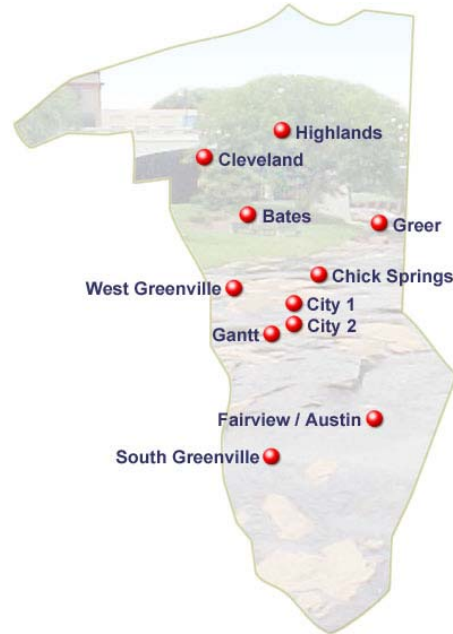 Highlands
Cleveland
Bates
Greer
Chick Springs
West Greenville
City 1
City 2
Gantt
Fairview / Austin
South Greenville